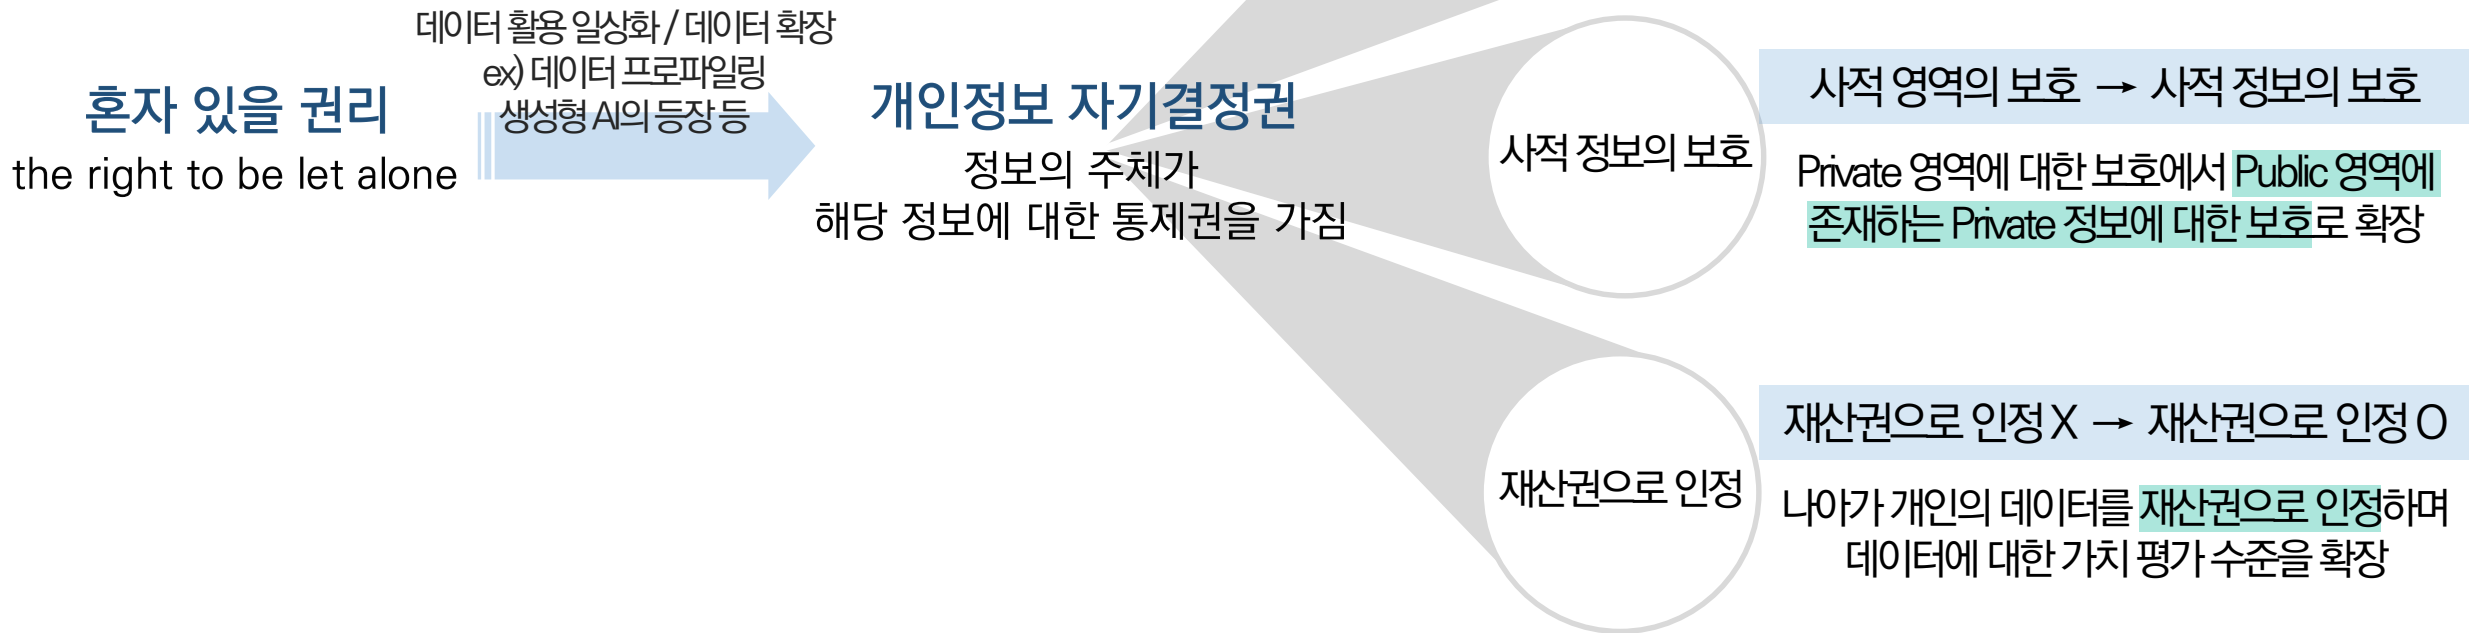 혼자 있을 권리
the right to be let alone
데이터 활용 일상화 / 데이터 확장
ex) 데이터 프로파일링
생성형 AI의 등장 등
개인정보 자기결정권
정보의 주체가
해당 정보에 대한 통제권을 가짐
사적 정보의 보호
사적 영역의 보호 → 사적 정보의 보호
Private 영역에 대한 보호에서 Public 영역에
존재하는 Private 정보에 대한 보호로 확장
재산권으로 인정
재산권으로 인정 X → 재산권으로 인정 O
나아가 개인의 데이터를 재산권으로 인정하며
데이터에 대한 가치 평가 수준을 확장